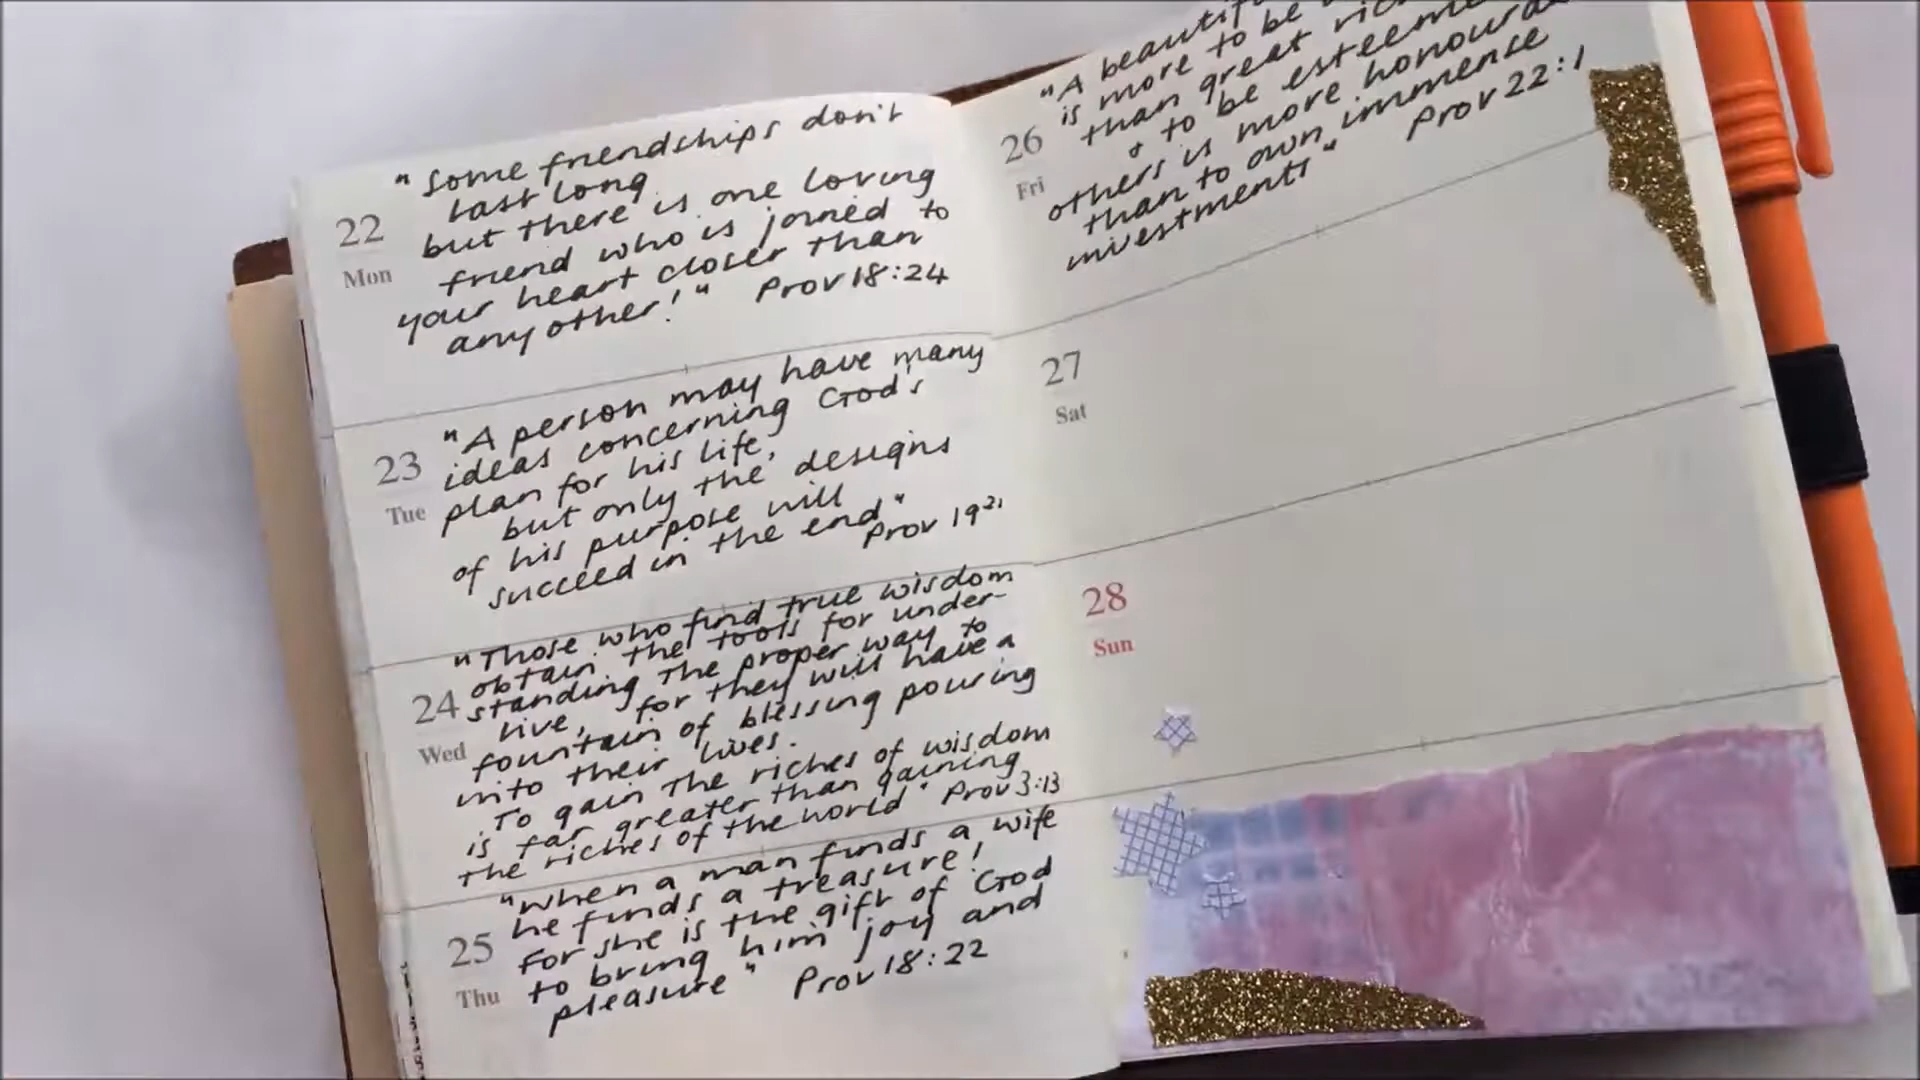 "Some friendships don't
last long
but there is one loving
friend who is joined to
your heart closer than
any other!" Prov 18:24
22
Mon
"A person may have many
ideas concerning God's
plan for his life,
but only the designs
of his purpose will
succeed in the end"
Prov 19 21
23
Tue
"Those who find true wisdom
obtain the tools for under-
standing the proper way to
live, for they will have a
fountain of blessing pouring
into their lives.
To gain the riches of wisdom
is far greater than gaining
the riches of the world" Prov 3:13
24
Wed
"When a man finds a wife
he finds a treasure!
For she is the gift of God
to bring him joy and
pleasure" Prov 18:22
25
Thu
"A beautiful
is more to be
than great
& to be esteemed
others is more
than to own immense
investments" Prov 22:1
26
Fri
27
Sat
28
Sun